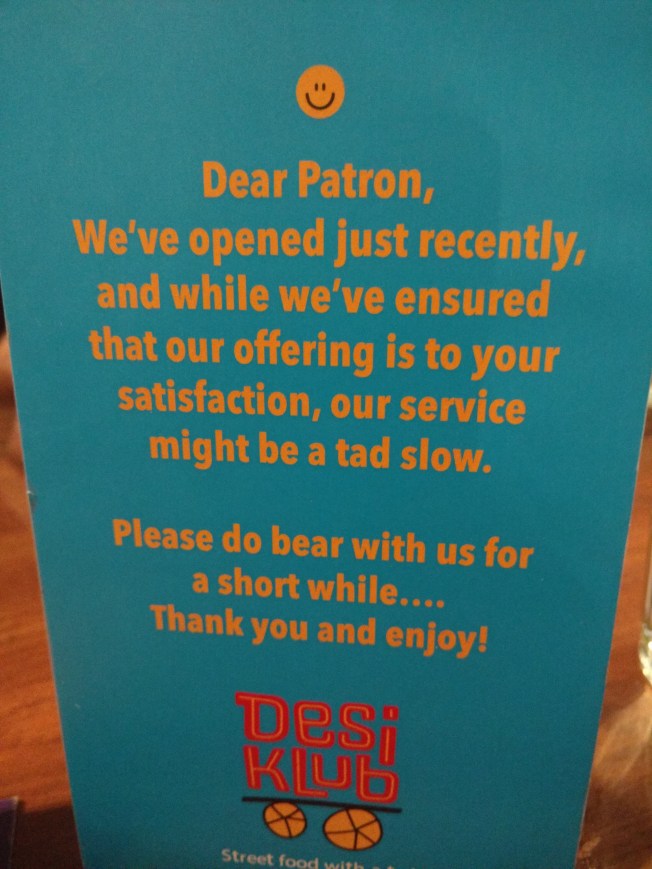 Dear Patron,
We've opened just recently,
and while we've ensured
that our offering is to your
satisfaction, our service
might be a tad slow.
Please do bear with us for
a short while....
Thank you and enjoy!
Desi
Klub
Street food with a